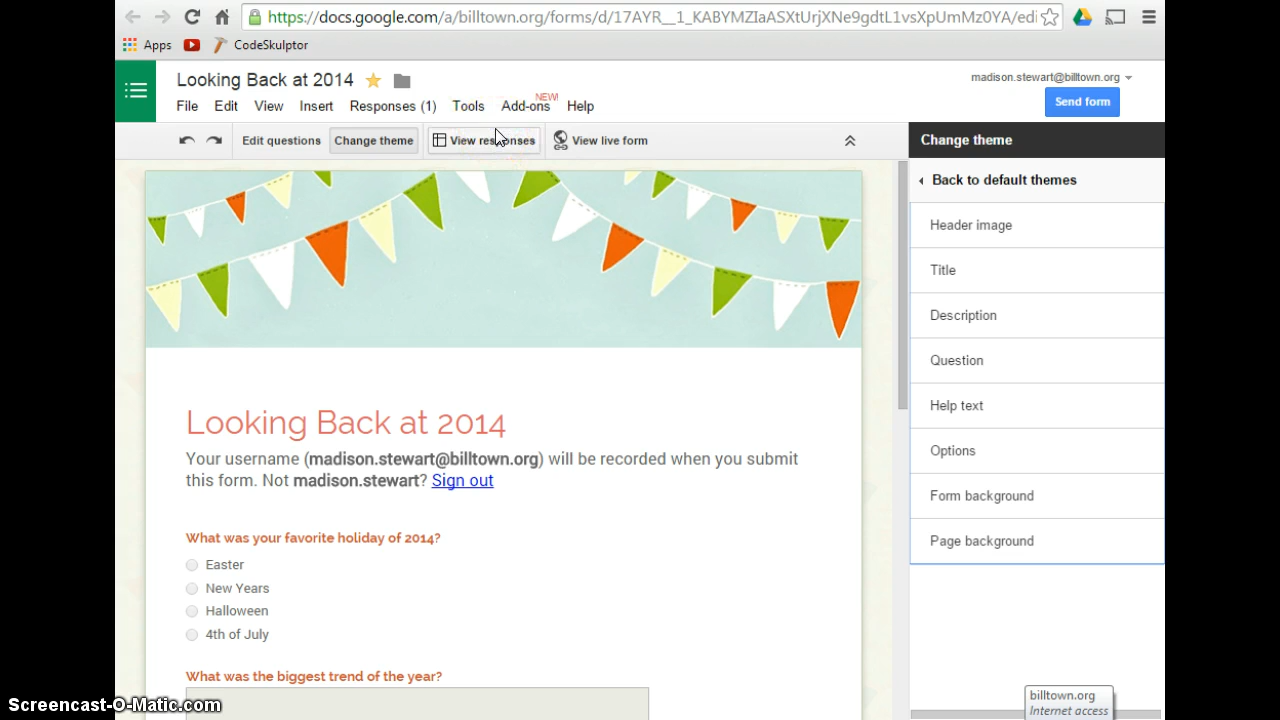 https://docs.google.com/a/billtown.org/forms/d/17AYR__1_KABYMZIaASXtUrjXNe9gdtL1vsXpUmMz0YA/edi
Apps CodeSkulptor
Looking Back at 2014
madison.stewart@billtown.org
File Edit View Insert Responses (1) Tools Add-ons NEW! Help
Send form
Edit questions Change theme View responses View live form
Change theme
Back to default themes
Header image
Title
Description
Question
Help text
Options
Form background
Page background
Looking Back at 2014
Your username (madison.stewart@billtown.org) will be recorded when you submit
this form. Not madison.stewart? Sign out
What was your favorite holiday of 2014?
Easter
New Years
Halloween
4th of July
What was the biggest trend of the year?
billtown.org
Internet access
Screencast-O-Matic.com